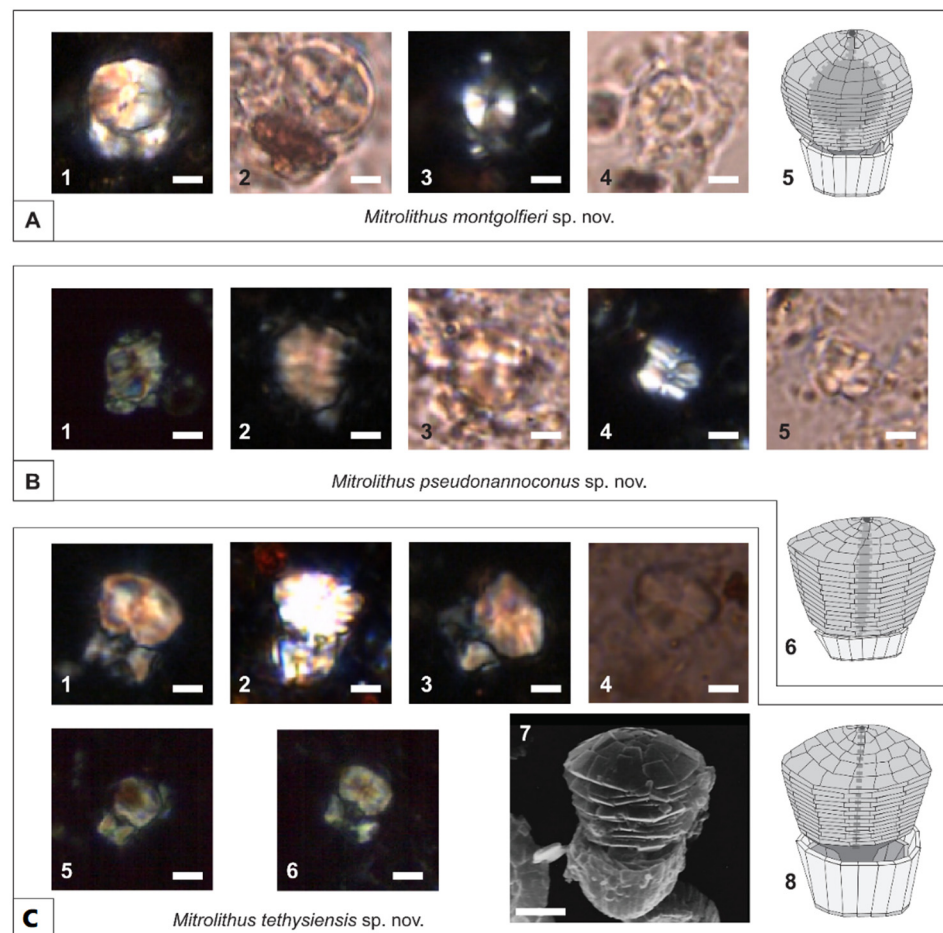 1 2 3 4 5
A
Mitrolithus montgolfieri sp. nov.
1 2 3 4 5
B
Mitrolithus pseudonannoconus sp. nov.
6
1 2 3 4
5 6 7 8
C
Mitrolithus tethysiensis sp. nov.